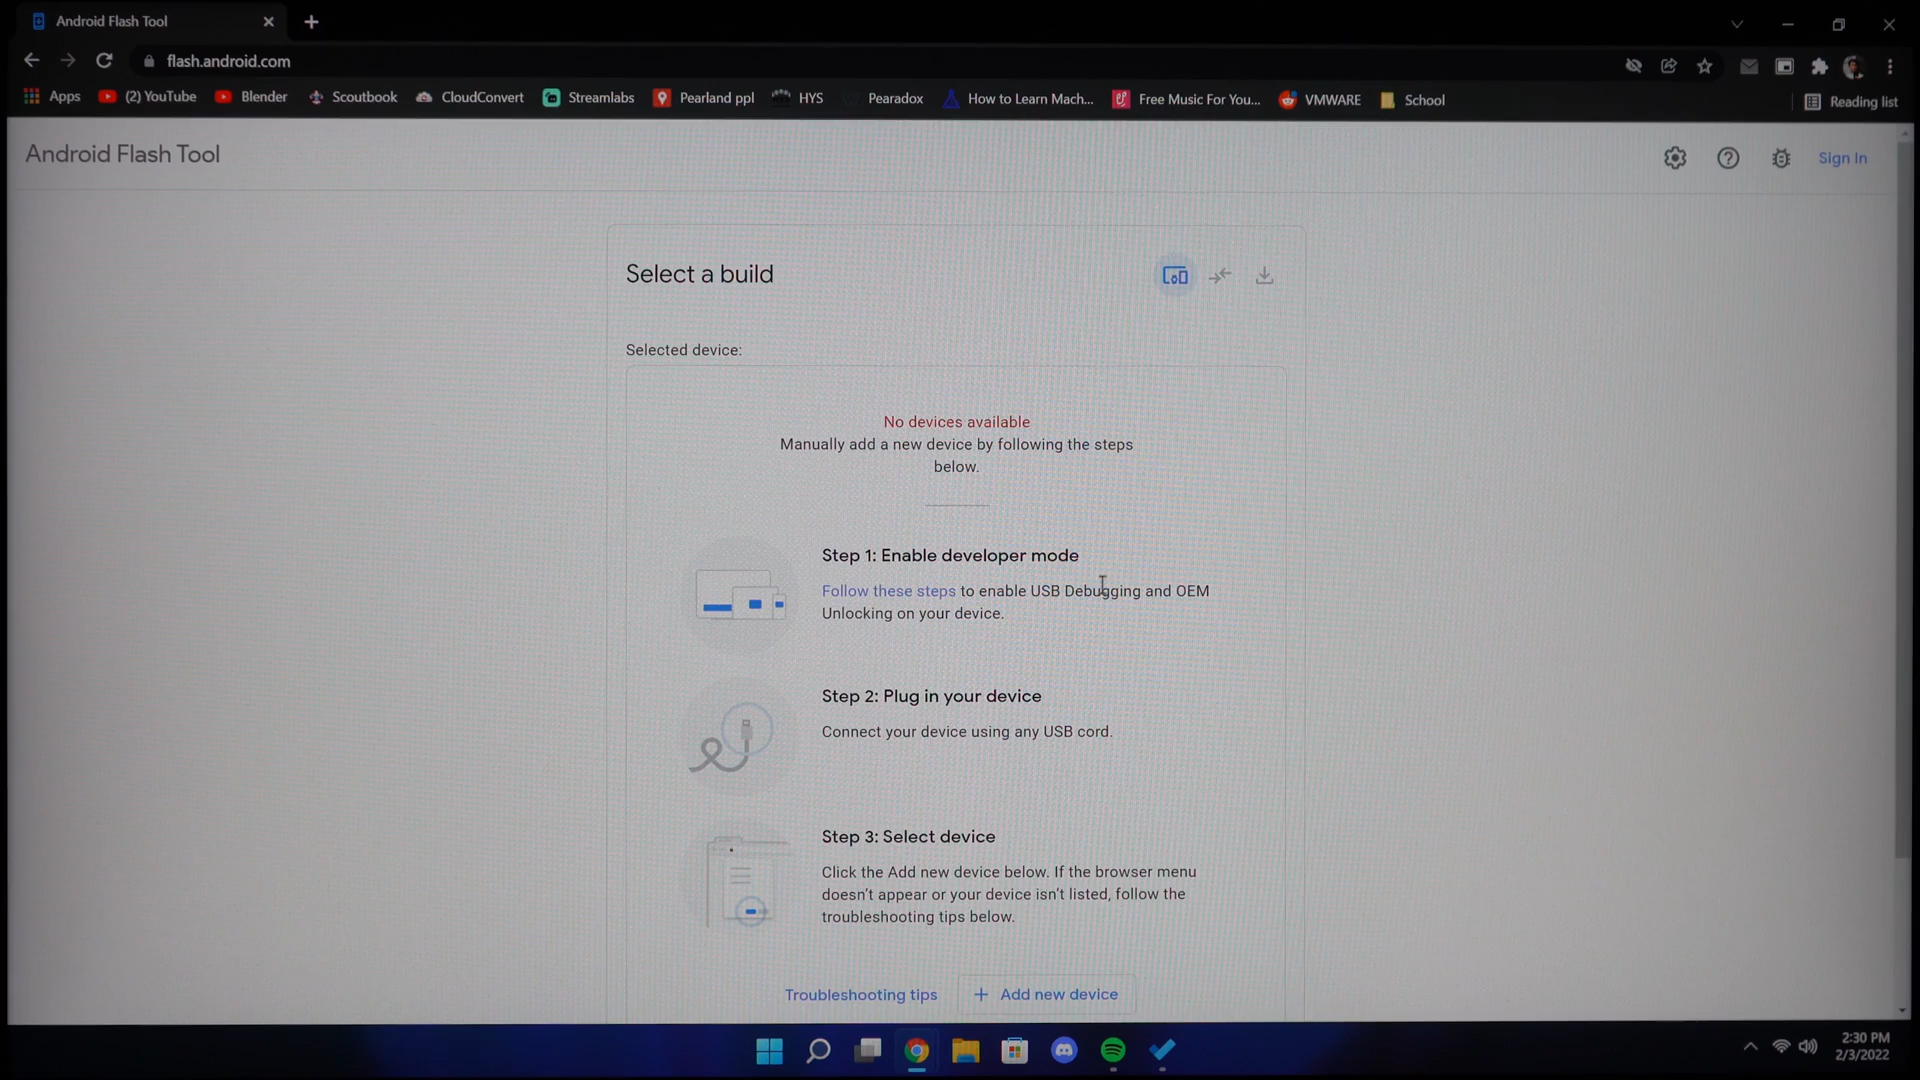 Android Flash Tool
flash.android.com
Apps
(2) YouTube
Blender
Scoutbook
CloudConvert
Streamlabs
Pearland ppl
HYS
Pearadox
How to Learn Mach...
Free Music For You...
VMWARE
School
Reading list
Android Flash Tool
Sign In
Select a build
Selected device:
No devices available
Manually add a new device by following the steps
below.
Step 1: Enable developer mode
Follow these steps to enable USB Debugging and OEM
Unlocking on your device.
Step 2: Plug in your device
Connect your device using any USB cord.
Step 3: Select device
Click the Add new device below. If the browser menu
doesn't appear or your device isn't listed, follow the
troubleshooting tips below.
Troubleshooting tips
+ Add new device
2:30 PM
2/3/2022